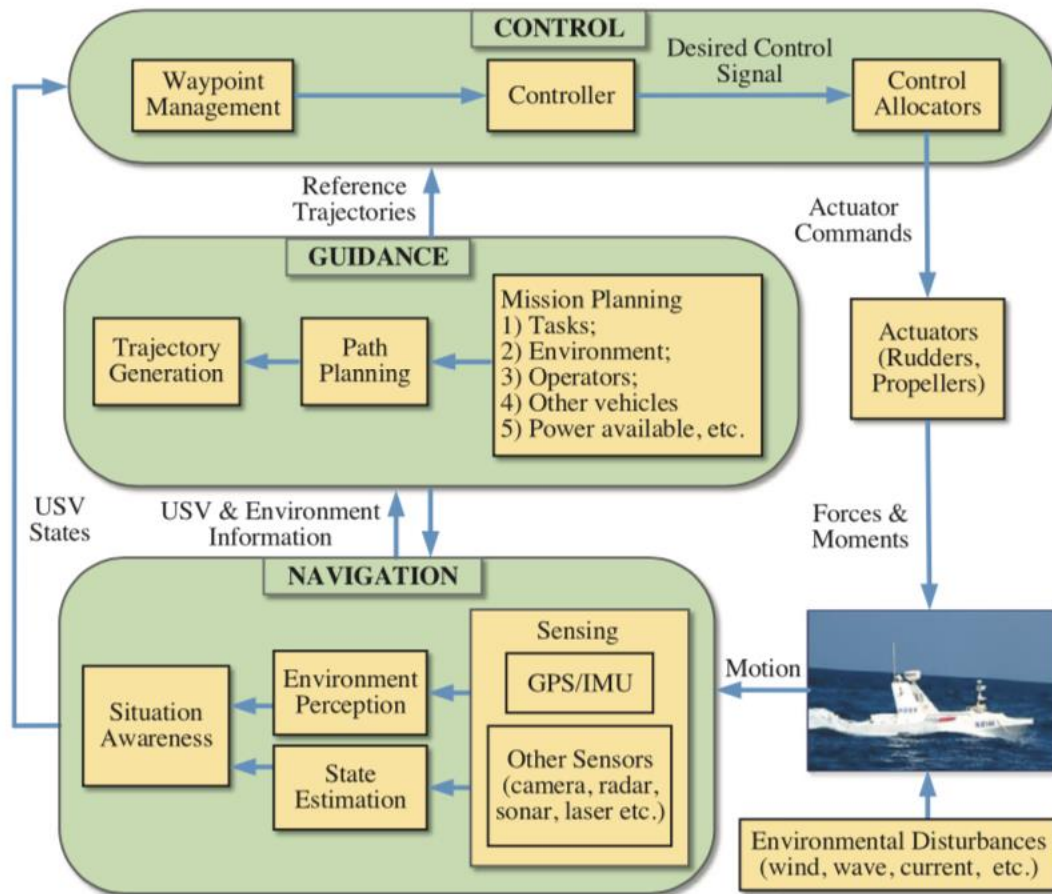 CONTROL
Waypoint
Management
Controller
Desired Control
Signal
Control
Allocators
Reference
Trajectories
Actuator
Commands
GUIDANCE
Trajectory
Generation
Path
Planning
Mission Planning
1) Tasks;
2) Environment;
3) Operators;
4) Other vehicles
5) Power available, etc.
Actuators
(Rudders,
Propellers)
USV
States
USV & Environment
Information
Forces &
Moments
NAVIGATION
Situation
Awareness
Environment
Perception
State
Estimation
Sensing
GPS/IMU
Other Sensors
(camera, radar,
sonar, laser etc.)
Motion
Environmental Disturbances
(wind, wave, current, etc.)